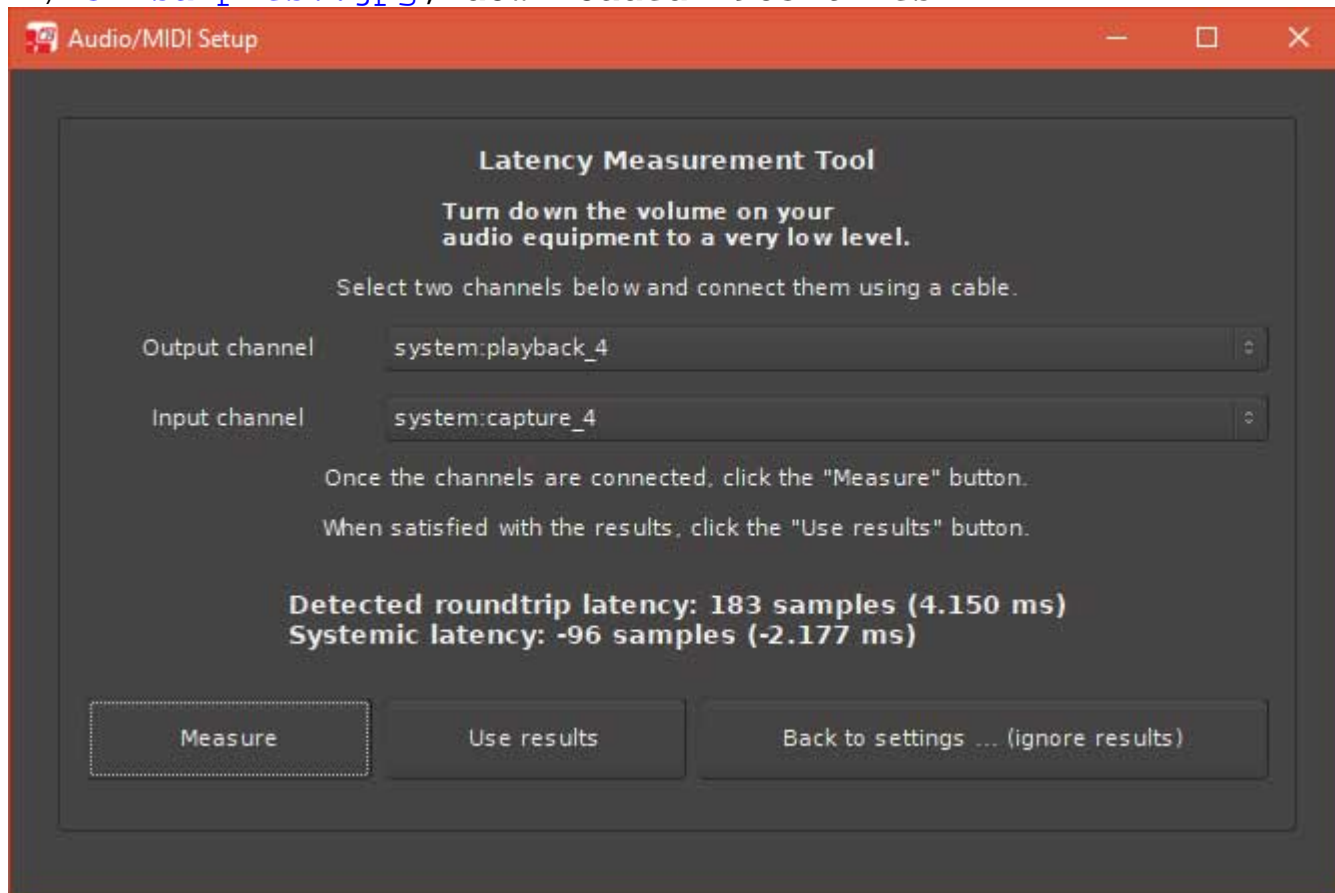 Audio/MIDI Setup
Latency Measurement Tool
Turn down the volume on your
audio equipment to a very low level.
Select two channels below and connect them using a cable.
Output channel system:playback_4
Input channel system:capture_4
Once the channels are connected, click the "Measure" button.
When satisfied with the results, click the "Use results" button.
Detected roundtrip latency: 183 samples (4.150 ms)
Systemic latency: -96 samples (-2.177 ms)
Measure Use results Back to settings ... (ignore results)